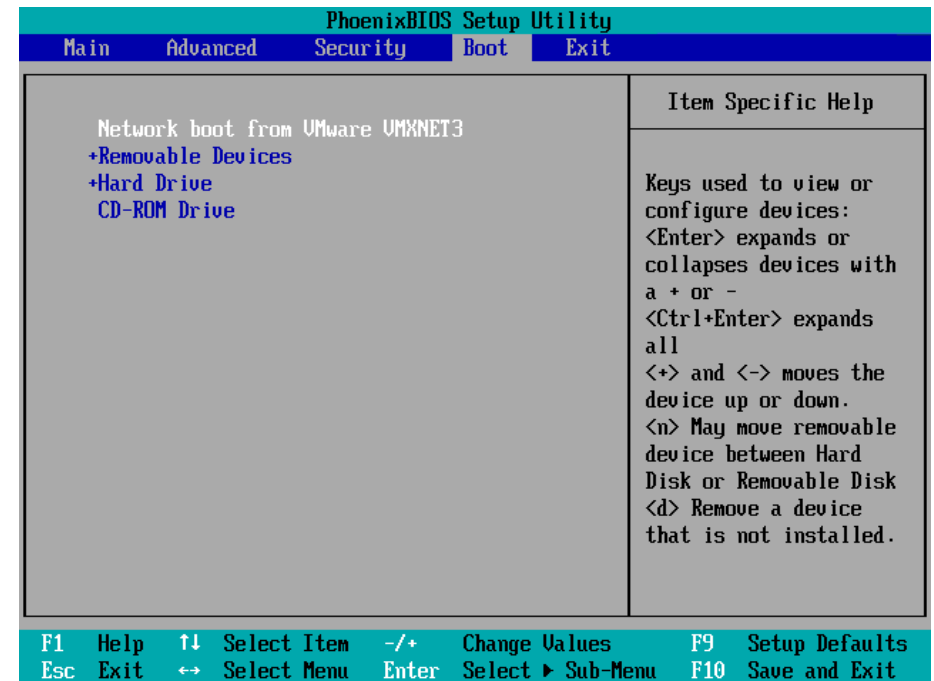 PhoenixBIOS Setup Utility
Main Advanced Security Boot Exit
Network boot from VMware VMXNET3
+Removable Devices
+Hard Drive
CD-ROM Drive
Item Specific Help
Keys used to view or
configure devices:
<Enter> expands or
collapses devices with
a + or -
<Ctrl+Enter> expands
all
<+> and <-> moves the
device up or down.
<n> May move removable
device between Hard
Disk or Removable Disk
<d> Remove a device
that is not installed.
F1 Help ↑↓ Select Item -/+ Change Values F9 Setup Defaults
Esc Exit ↔ Select Menu Enter Select ▶ Sub-Menu F10 Save and Exit